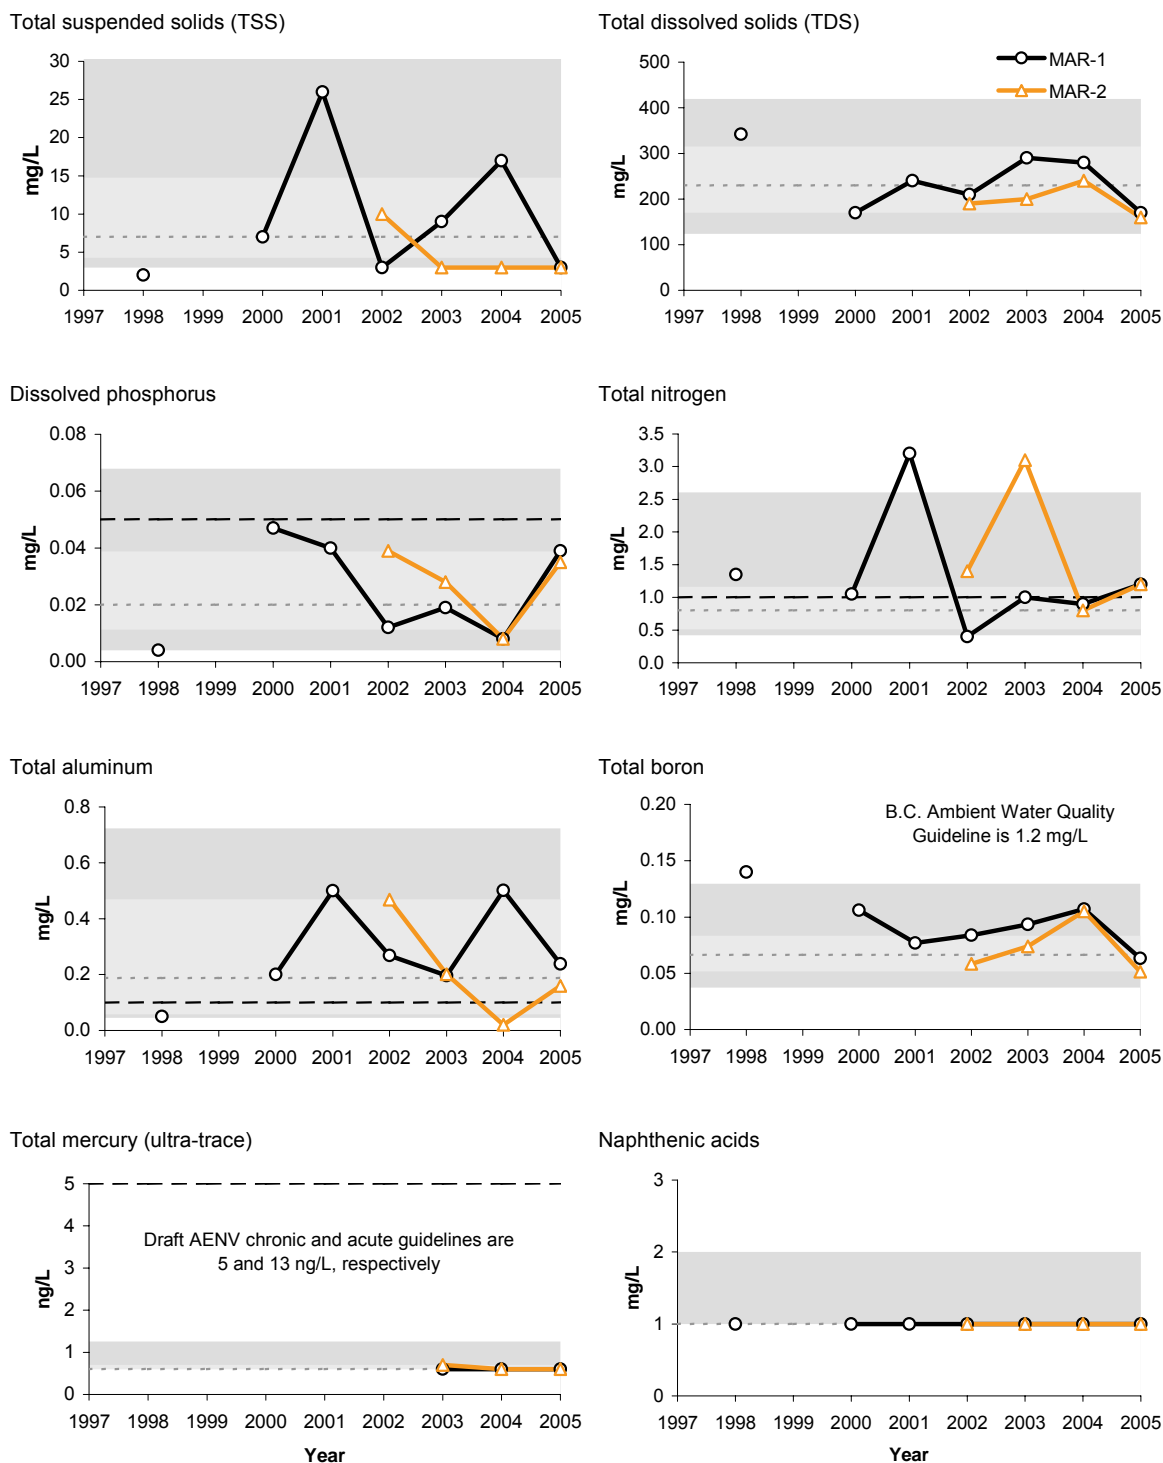 Total suspended solids (TSS)
30
25
20
15
10
5
0
mg/L
1997 1998 1999 2000 2001 2002 2003 2004 2005
Total dissolved solids (TDS)
MAR-1
MAR-2
500
400
300
200
100
0
mg/L
1997 1998 1999 2000 2001 2002 2003 2004 2005
Dissolved phosphorus
0.08
0.06
0.04
0.02
0.00
mg/L
1997 1998 1999 2000 2001 2002 2003 2004 2005
Total nitrogen
3.5
3.0
2.5
2.0
1.5
1.0
0.5
0.0
mg/L
1997 1998 1999 2000 2001 2002 2003 2004 2005
Total aluminum
0.8
0.6
0.4
0.2
0.0
mg/L
1997 1998 1999 2000 2001 2002 2003 2004 2005
Total boron
B.C. Ambient Water Quality
Guideline is 1.2 mg/L
0.20
0.15
0.10
0.05
0.00
mg/L
1997 1998 1999 2000 2001 2002 2003 2004 2005
Total mercury (ultra-trace)
5
4
3
2
1
0
ng/L
Draft AENV chronic and acute guidelines are
5 and 13 ng/L, respectively
1997 1998 1999 2000 2001 2002 2003 2004 2005
Year
Naphthenic acids
3
2
1
0
mg/L
1997 1998 1999 2000 2001 2002 2003 2004 2005
Year